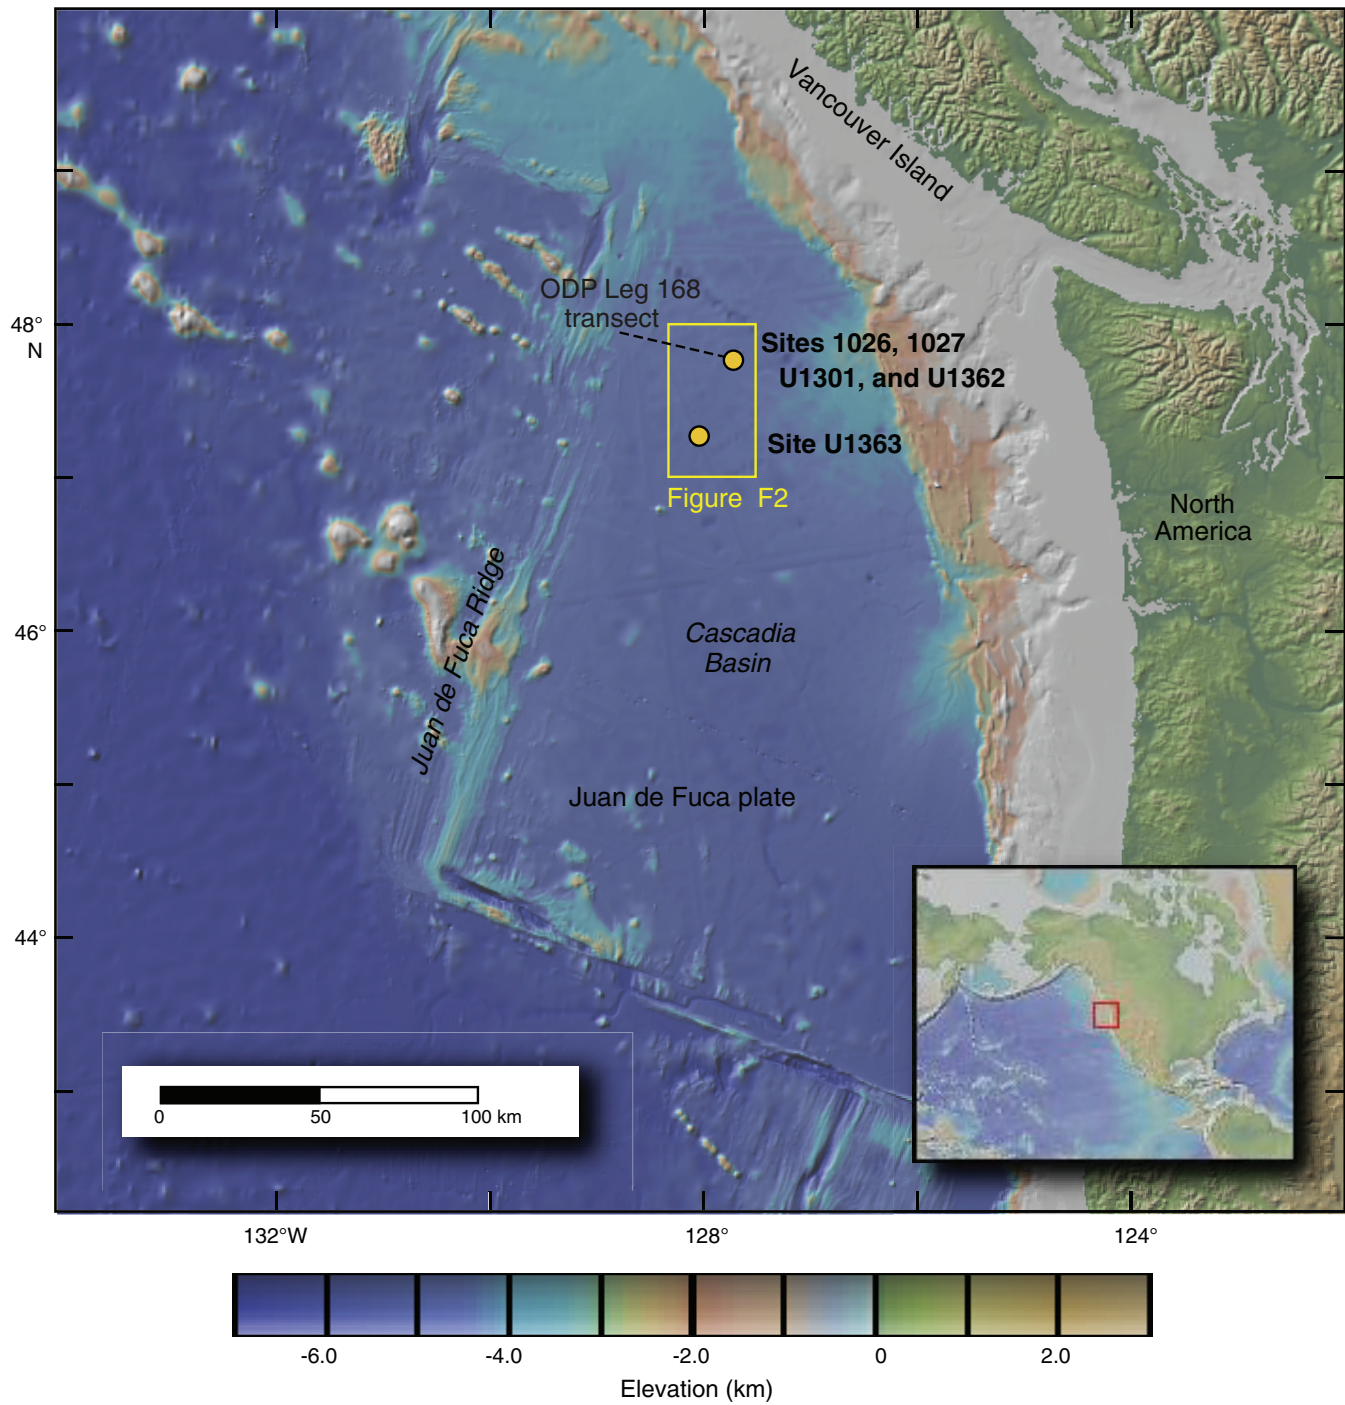 Vancouver Island
ODP Leg 168
transect
48°
N
Sites 1026, 1027
U1301, and U1362
Site U1363
Figure F2
North
America
Juan de Fuca Ridge
46°
Cascadia
Basin
Juan de Fuca plate
44°
0
50
100 km
132°W
128°
124°
-6.0
-4.0
-2.0
0
2.0
Elevation (km)